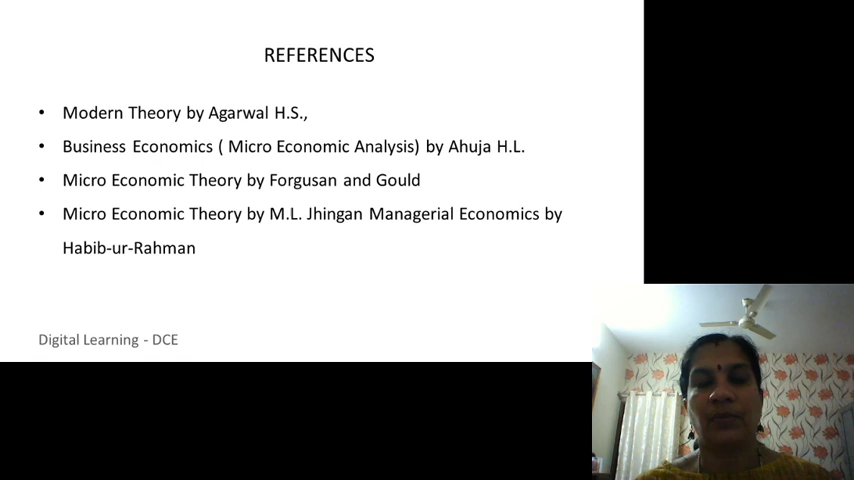 REFERENCES
• Modern Theory by Agarwal H.S.,
• Business Economics ( Micro Economic Analysis) by Ahuja H.L.
• Micro Economic Theory by Forgusan and Gould
• Micro Economic Theory by M.L. Jhingan Managerial Economics by
Habib-ur-Rahman
Digital Learning - DCE